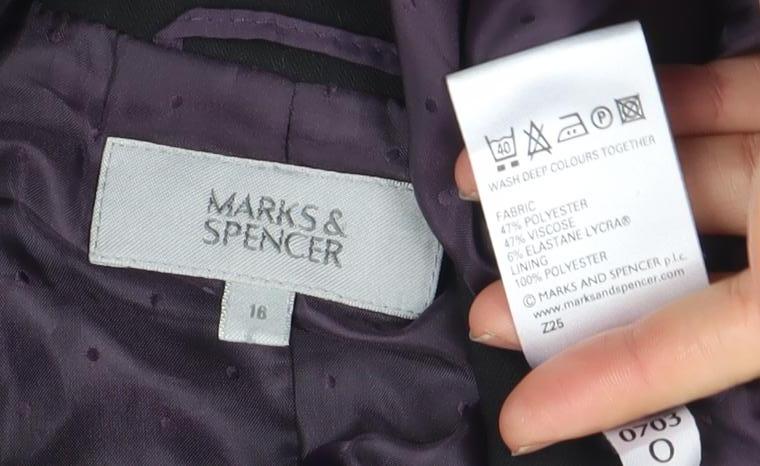 MARKS &
SPENCER
16
40
P
WASH DEEP COLOURS TOGETHER
FABRIC
47% POLYESTER
47% VISCOSE
6% ELASTANE LYCRA®
LINING
100% POLYESTER
© MARKS AND SPENCER p.l.c.
www.marksandspencer.com
Z25
0703
O